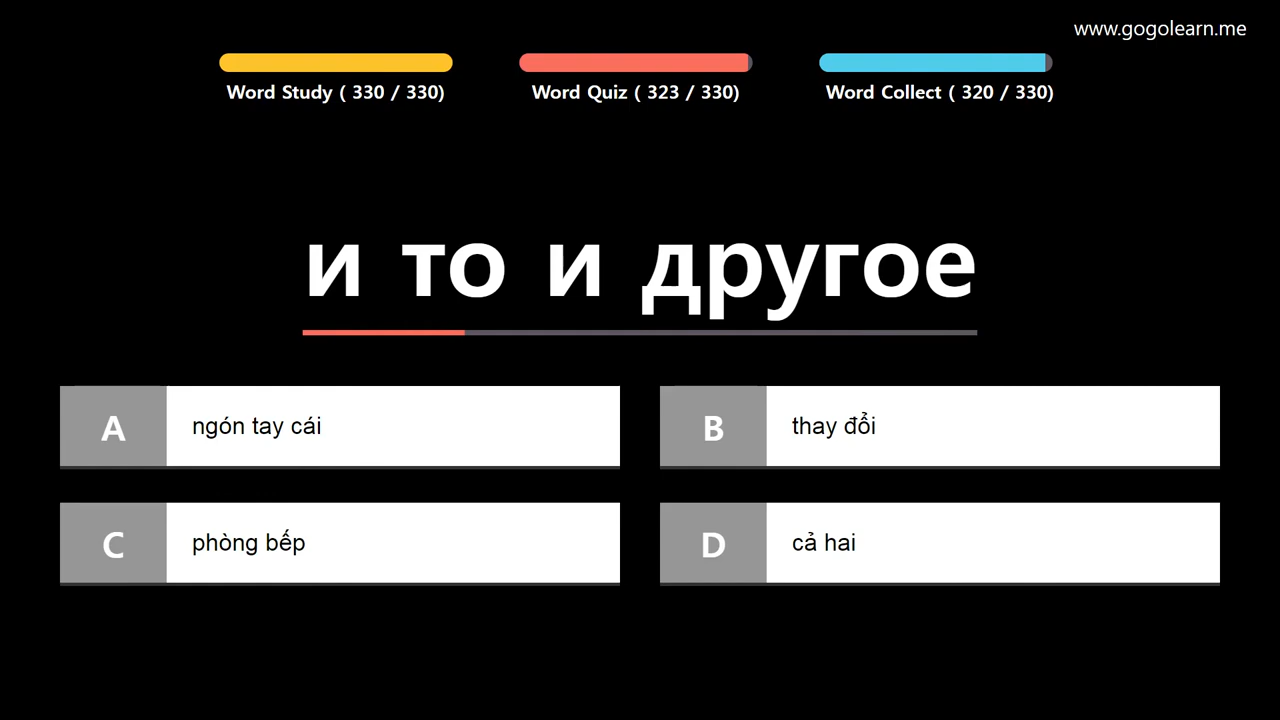 www.gogolearn.me
Word Study ( 330 / 330)
Word Quiz ( 323 / 330)
Word Collect ( 320 / 330)
и то и другое
A ngón tay cái
B thay đổi
C phòng bếp
D cả hai